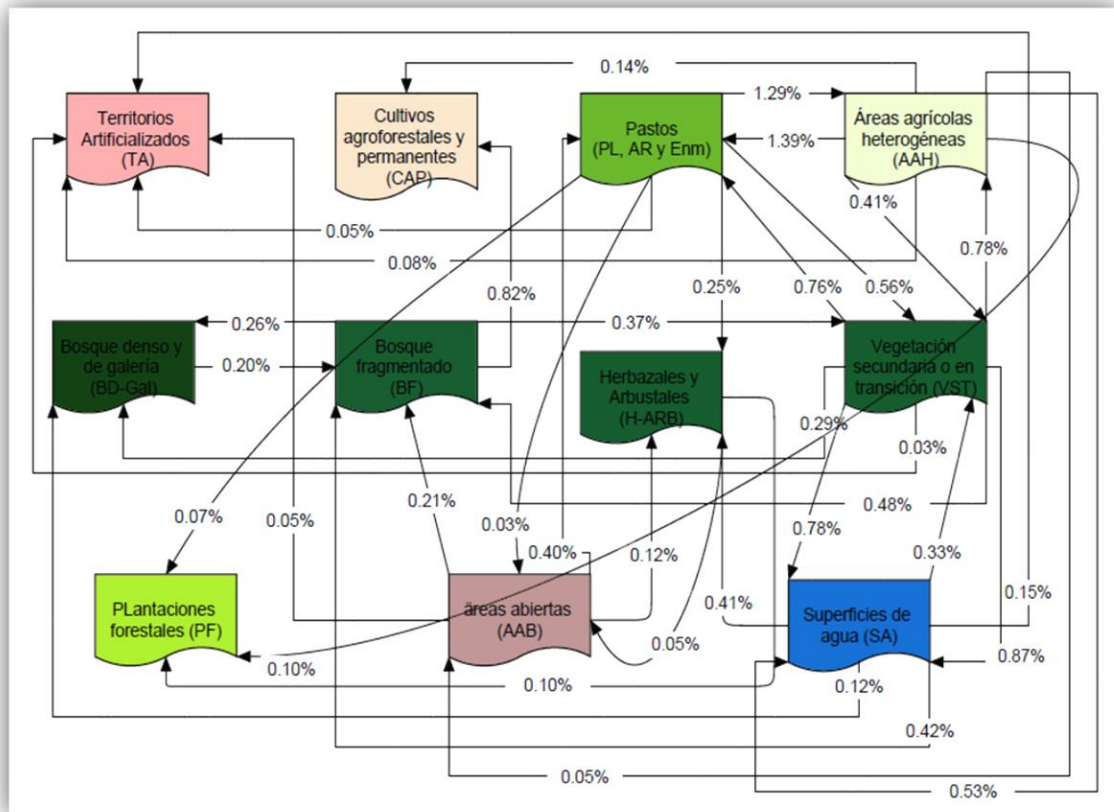 0.14%
Territorios
Artificializados
(TA)
Cultivos
agroforestales y
permanentes
(CAP)
Pastos
(PL, AR y Enm)
1.29%
1.39%
Áreas agrícolas
heterogéneas
(AAH)
0.41%
0.05%
0.08%
0.82%
0.25%
0.76%
0.56%
0.78%
0.26%
0.37%
Bosque denso y
de galería
(BD-Gal)
0.20%
Bosque
fragmentado
(BF)
Herbazales y
Arbustales
(H-ARB)
Vegetación
secundaria o en
transición (VST)
0.29%
0.03%
0.21%
0.48%
0.07%
0.05%
0.03%
0.40%
0.12%
0.78%
0.33%
PLantaciones
forestales (PF)
äreas abiertas
(AAB)
0.41%
Superficies de
agua (SA)
0.15%
0.10%
0.05%
0.87%
0.10%
0.12%
0.42%
0.05%
0.53%